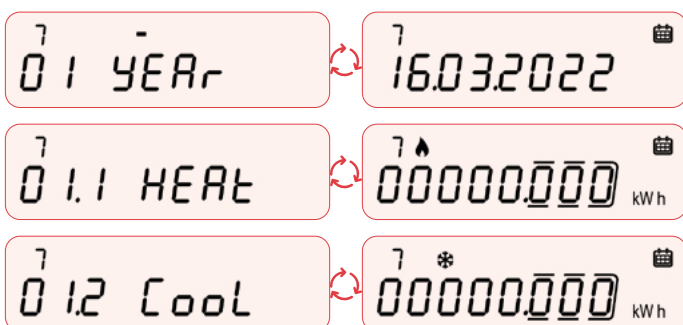 7
01 YEAr
7
16.03.2022
7
01.1 HEAt
7
00000.000 kWh
7
01.2 CooL
7
00000.000 kWh